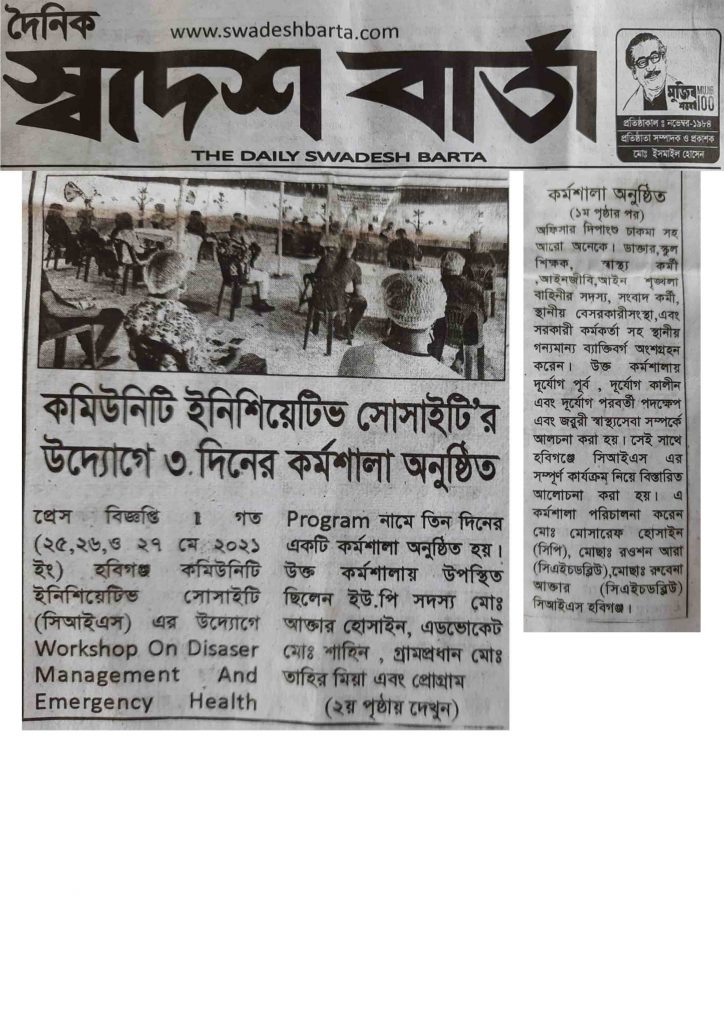 দৈনিক
www.swadeshbarta.com
স্বদেশ বার্তা
THE DAILY SWADESH BARTA
মুজিব
বর্ষ
MUJIB
100
প্রতিষ্ঠাকাল ঃ নভেম্বর-১৯৮৪
প্রতিষ্ঠাতা সম্পাদক ও প্রকাশক
মোঃ ইসমাইল হোসেন
কমিউনিটি ইনিশিয়েটিভ সোসাইটি'র
উদ্যোগে ৩ দিনের কর্মশালা অনুষ্ঠিত
প্রেস বিজ্ঞপ্তি ॥ গত
(২৫,২৬,ও ২৭ মে ২০২১
ইং) হবিগঞ্জ কমিউনিটি
ইনিশিয়েটিভ সোসাইটি
(সিআইএস) এর উদ্যোগে
Workshop On Disaser
Management And
Emergency Health
Program নামে তিন দিনের
একটি কর্মশালা অনুষ্ঠিত হয়।
উক্ত কর্মশালায় উপস্থিত
ছিলেন ইউ.পি সদস্য মোঃ
আক্তার হোসাইন, এডভোকেট
মোঃ শাহিন , গ্রামপ্রধান মোঃ
তাহির মিয়া এবং প্রোগ্রাম
(২য় পৃষ্ঠায় দেখুন)
কর্মশালা অনুষ্ঠিত
(১ম পৃষ্ঠার পর)
অফিসার দিপাংশু চাকমা সহ
আরো অনেকে। ডাক্তার,স্কুল
শিক্ষক, স্বাস্থ্য কর্মী
,আইনজীবি,আইন শৃঙ্খলা
বাহিনীর সদস্য, সংবাদ কর্মী,
স্থানীয় বেসরকারীসংস্থা,এবং
সরকারী কর্মকর্তা সহ স্থানীয়
গন্যমান্য ব্যাক্তিবর্গ অংশগ্রহন
করেন। উক্ত কর্মশালায়
দূর্যোগ পূর্ব , দূর্যোগ কালীন
এবং দূর্যোগ পরবর্তী পদক্ষেপ
এবং জরুরী স্বাস্থ্যসেবা সম্পর্কে
আলচনা করা হয়। সেই সাথে
হবিগঞ্জে সিআইএস এর
সম্পূর্ণ কার্যক্রম নিয়ে বিস্তারিত
আলোচনা করা হয়। এ
কর্মশালা পরিচালনা করেন
মোঃ মোসারেফ হোসাইন
(সিপি), মোছাঃ রওশন আরা
(সিএইচডব্লিউ),মোছাঃ রুবেনা
আক্তার (সিএইচডব্লিউ)
সিআইএস হবিগঞ্জ।